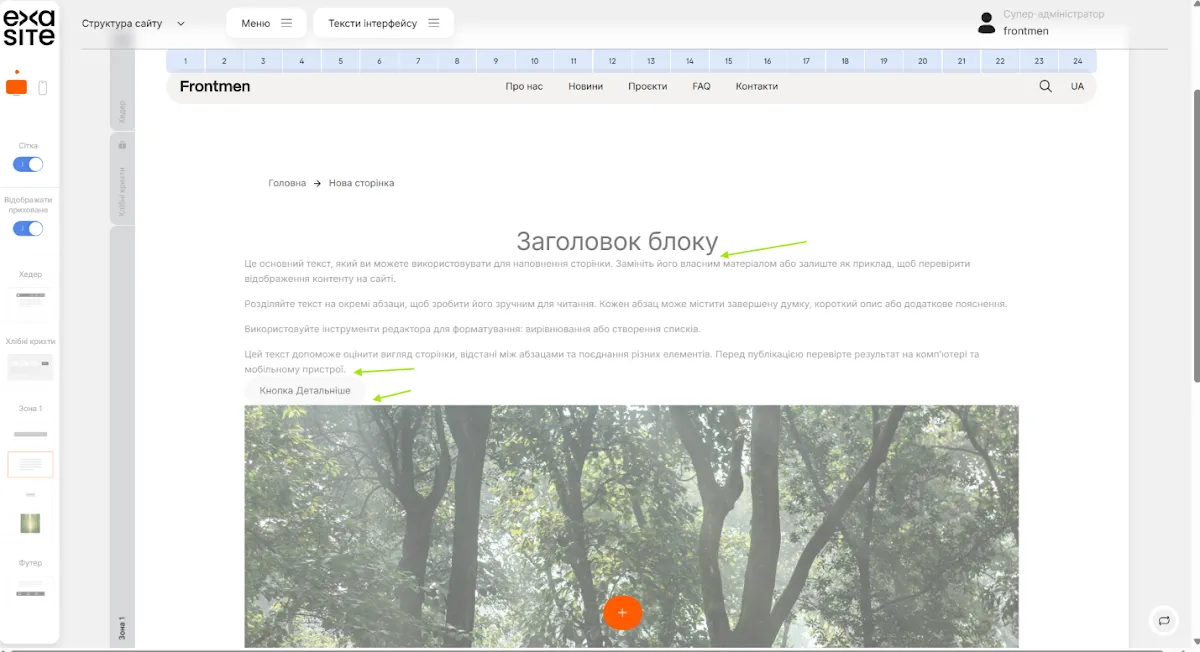 exa
site
Структура сайту
Меню
Тексти інтерфейсу
Супер-адміністратор
frontmen
1 2 3 4 5 6 7 8 9 10 11 12 13 14 15 16 17 18 19 20 21 22 23 24
Frontmen
Про нас Новини Проєкти FAQ Контакти
UA
Хедер
Хлібні крихти
Зона 1
Сітка
Відображати
приховане
Хедер
Хлібні крихти
Зона 1
Футер
Головна → Нова сторінка
Заголовок блоку
Це основний текст, який ви можете використовувати для наповнення сторінки. Замініть його власним матеріалом або залиште як приклад, щоб перевірити
відображення контенту на сайті.
Розділяйте текст на окремі абзаци, щоб зробити його зручним для читання. Кожен абзац може містити завершену думку, короткий опис або додаткове пояснення.
Використовуйте інструменти редактора для форматування: вирівнювання або створення списків.
Цей текст допоможе оцінити вигляд сторінки, відстані між абзацами та поєднання різних елементів. Перед публікацією перевірте результат на комп'ютері та
мобільному пристрої.
Кнопка Детальніше